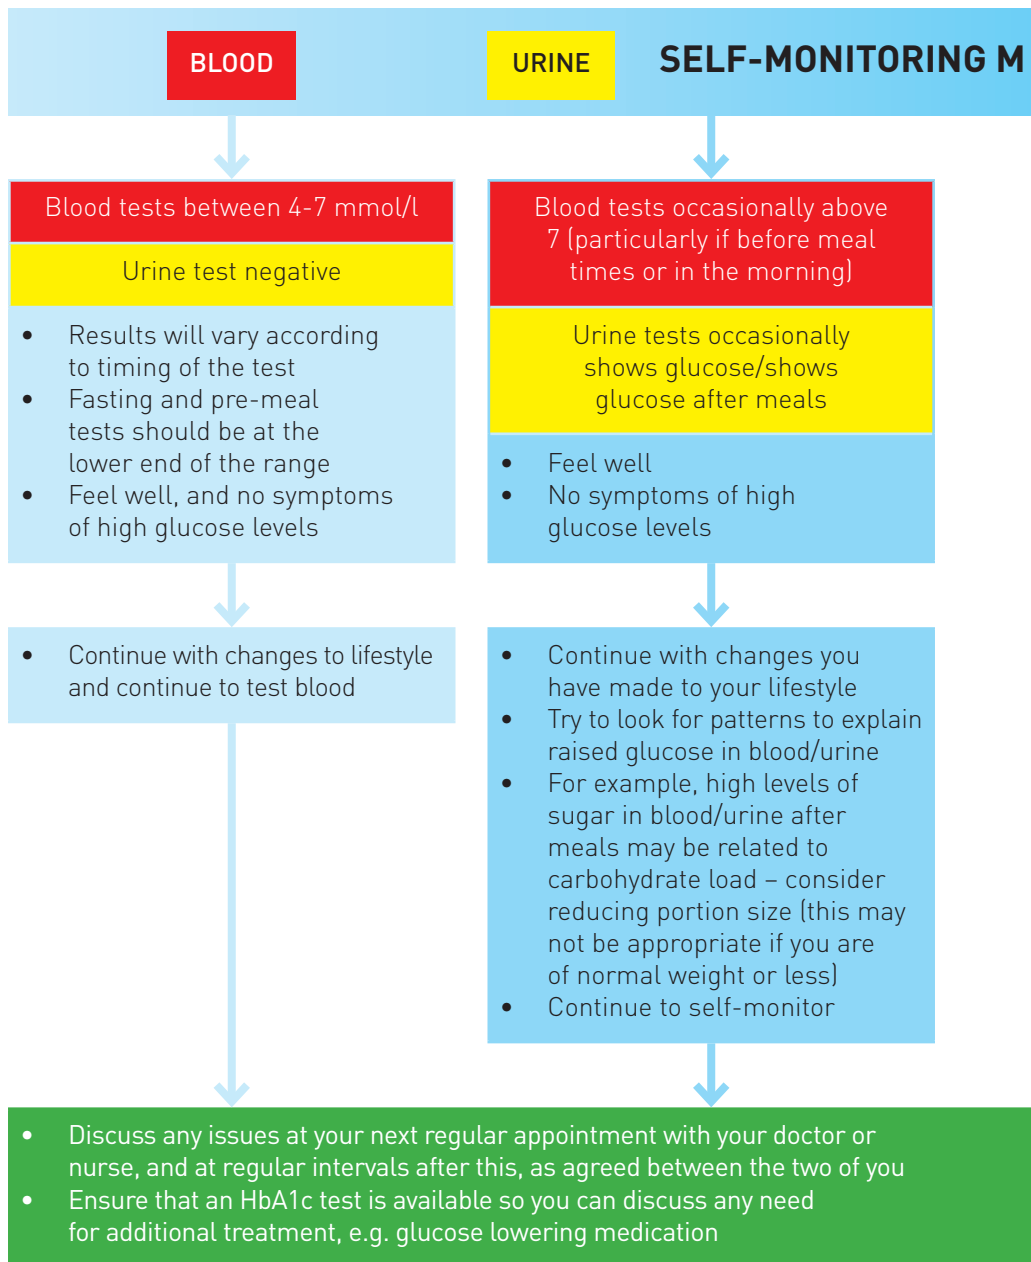 BLOOD
URINE
SELF-MONITORING M
Blood tests between 4-7 mmol/l
Urine test negative
• Results will vary according
to timing of the test
• Fasting and pre-meal
tests should be at the
lower end of the range
• Feel well, and no symptoms
of high glucose levels
• Continue with changes to lifestyle
and continue to test blood
Blood tests occasionally above
7 (particularly if before meal
times or in the morning)
Urine tests occasionally
shows glucose/shows
glucose after meals
• Feel well
• No symptoms of high
glucose levels
• Continue with changes you
have made to your lifestyle
• Try to look for patterns to explain
raised glucose in blood/urine
• For example, high levels of
sugar in blood/urine after
meals may be related to
carbohydrate load – consider
reducing portion size (this may
not be appropriate if you are
of normal weight or less)
• Continue to self-monitor
• Discuss any issues at your next regular appointment with your doctor or
nurse, and at regular intervals after this, as agreed between the two of you
• Ensure that an HbA1c test is available so you can discuss any need
for additional treatment, e.g. glucose lowering medication